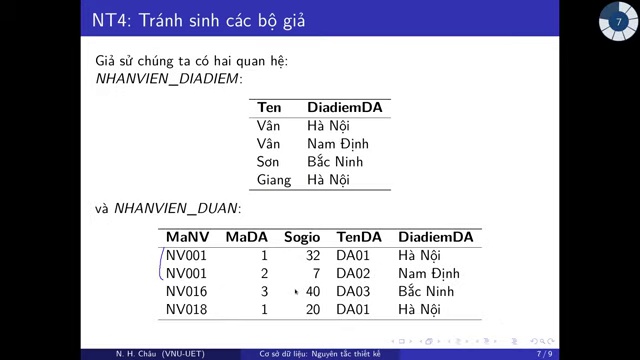 NT4: Tránh sinh các bộ giả
7
Giả sử chúng ta có hai quan hệ:
NHANVIEN_DIADIEM:
Ten DiadiemDA
Vân Hà Nội
Vân Nam Định
Sơn Bắc Ninh
Giang Hà Nội
và NHANVIEN_DUAN:
MaNV MaDA Sogio TenDA DiadiemDA
NV001 1 32 DA01 Hà Nội
NV001 2 7 DA02 Nam Định
NV016 3 40 DA03 Bắc Ninh
NV018 1 20 DA01 Hà Nội
N. H. Châu (VNU-UET) Cơ sở dữ liệu: Nguyên tắc thiết kế 7 / 9